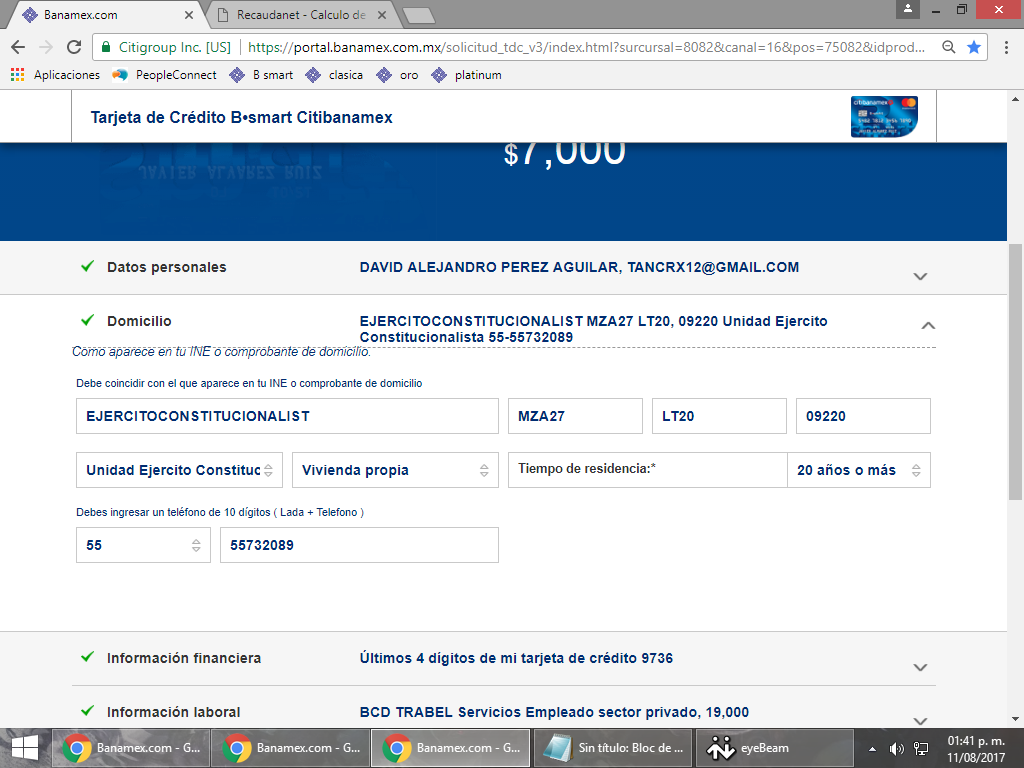 Banamex.com
Recaudanet - Calculo de
Citigroup Inc. [US]
https://portal.banamex.com.mx/solicitud_tdc_v3/index.html?surcursal=8082&canal=16&pos=75082&idprod...
Aplicaciones
PeopleConnect
B smart
clasica
oro
platinum
Tarjeta de Crédito B•smart Citibanamex
citibanamex
$7,000
JAVIER ALVAREZ RUIZ
Datos personales
DAVID ALEJANDRO PEREZ AGUILAR, TANCRX12@GMAIL.COM
Domicilio
EJERCITOCONSTITUCIONALIST MZA27 LT20, 09220 Unidad Ejercito
Constitucionalista 55-55732089
Como aparece en tu INE o comprobante de domicilio.
Debe coincidir con el que aparece en tu INE o comprobante de domicilio
EJERCITOCONSTITUCIONALIST
MZA27
LT20
09220
Unidad Ejercito Constituc
Vivienda propia
Tiempo de residencia:*
20 años o más
Debes ingresar un teléfono de 10 dígitos ( Lada + Telefono )
55
55732089
Información financiera
Últimos 4 dígitos de mi tarjeta de crédito 9736
Información laboral
BCD TRABEL Servicios Empleado sector privado, 19,000
Banamex.com - G...
Banamex.com - G...
Banamex.com - G...
Sin título: Bloc de ...
eyeBeam
01:41 p. m.
11/08/2017